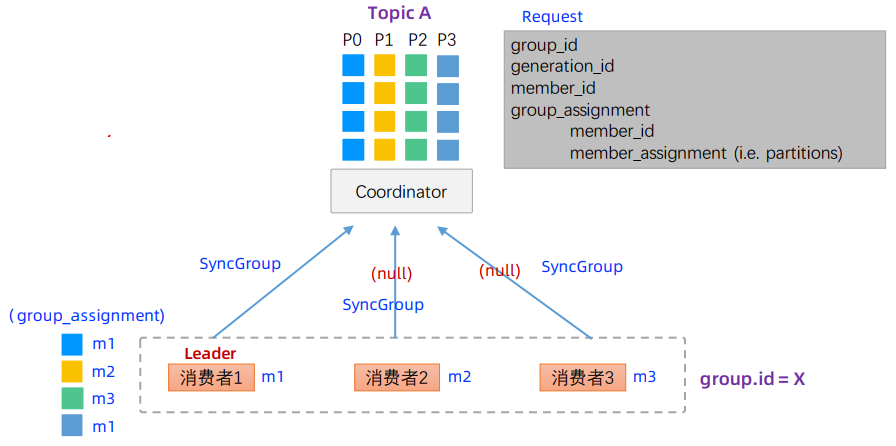 Topic A
P0 P1 P2 P3
Request
group_id
generation_id
member_id
group_assignment
member_id
member_assignment (i.e. partitions)
Coordinator
SyncGroup
(null)
SyncGroup
(null)
SyncGroup
(group_assignment)
m1
m2
m3
m1
Leader
消费者1 m1
消费者2 m2
消费者3 m3
group.id = X